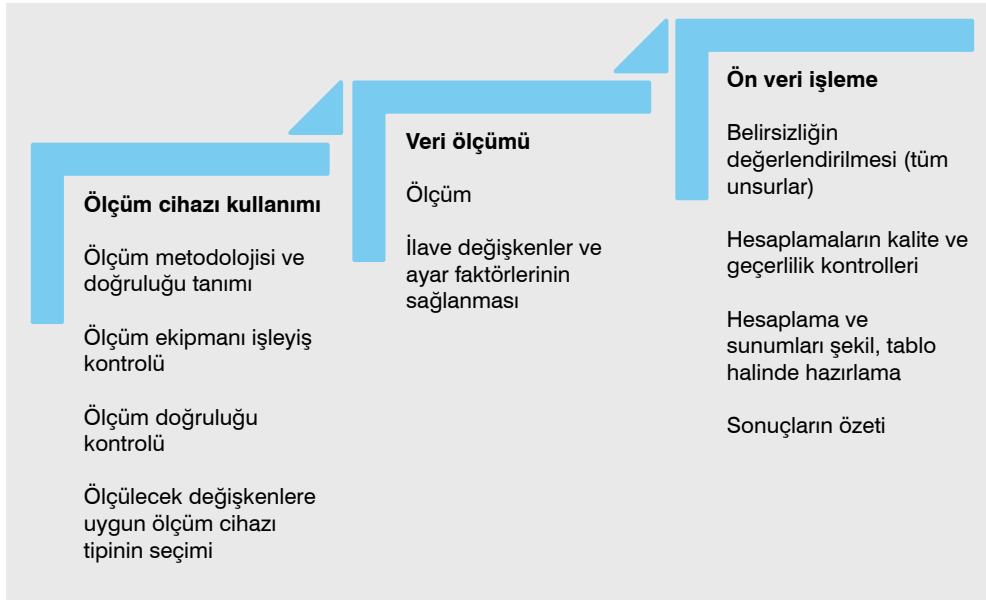 Ölçüm cihazı kullanımı
Ölçüm metodolojisi ve
doğruluğu tanımı
Ölçüm ekipmanı işleyiş
kontrolü
Ölçüm doğruluğu
kontrolü
Ölçülecek değişkenlere
uygun ölçüm cihazı
tipinin seçimi
Veri ölçümü
Ölçüm
İlave değişkenler ve
ayar faktörlerinin
sağlanması
Ön veri işleme
Belirsizliğin
değerlendirilmesi (tüm
unsurlar)
Hesaplamaların kalite ve
geçerlilik kontrolleri
Hesaplama ve
sunumları şekil, tablo
halinde hazırlama
Sonuçların özeti